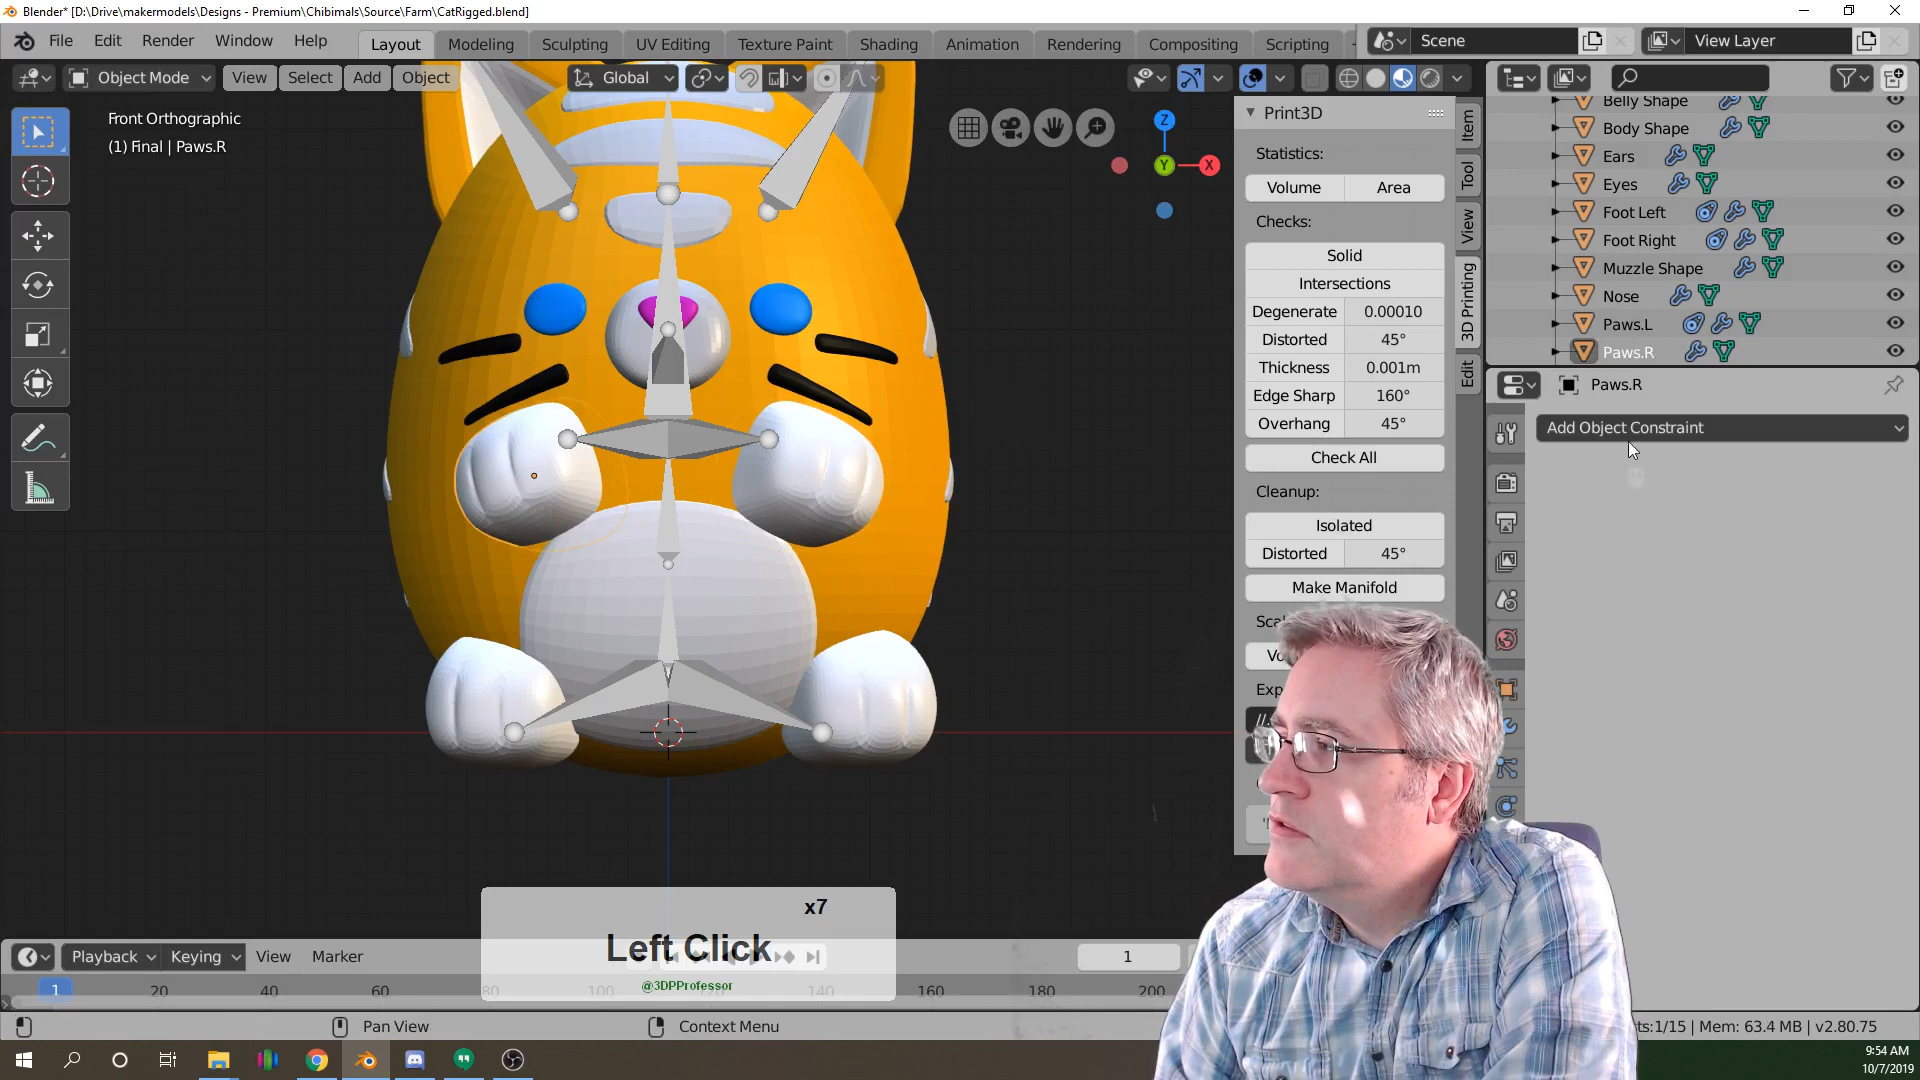 Blender* [D:\Drive\makermodels\Designs - Premium\Chibimals\Source\Farm\CatRigged.blend]
File Edit Render Window Help Layout Modeling Sculpting UV Editing Texture Paint Shading Animation Rendering Compositing Scripting Scene View Layer
Object Mode View Select Add Object Global
Front Orthographic
(1) Final | Paws.R
Z
Y
X
Print3D
Statistics:
Volume Area
Checks:
Solid
Intersections
Degenerate 0.00010
Distorted 45°
Thickness 0.001m
Edge Sharp 160°
Overhang 45°
Check All
Cleanup:
Isolated
Distorted 45°
Make Manifold
Item
Tool
View
3D Printing
Edit
Belly Shape
Body Shape
Ears
Eyes
Foot Left
Foot Right
Muzzle Shape
Nose
Paws.L
Paws.R
Paws.R
Add Object Constraint
x7
Left Click
@3DPProfessor
Playback Keying View Marker 1
1 20 40 60 100 120 140 160 180 200
Pan View Context Menu
ts:1/15 | Mem: 63.4 MB | v2.80.75
9:54 AM
10/7/2019